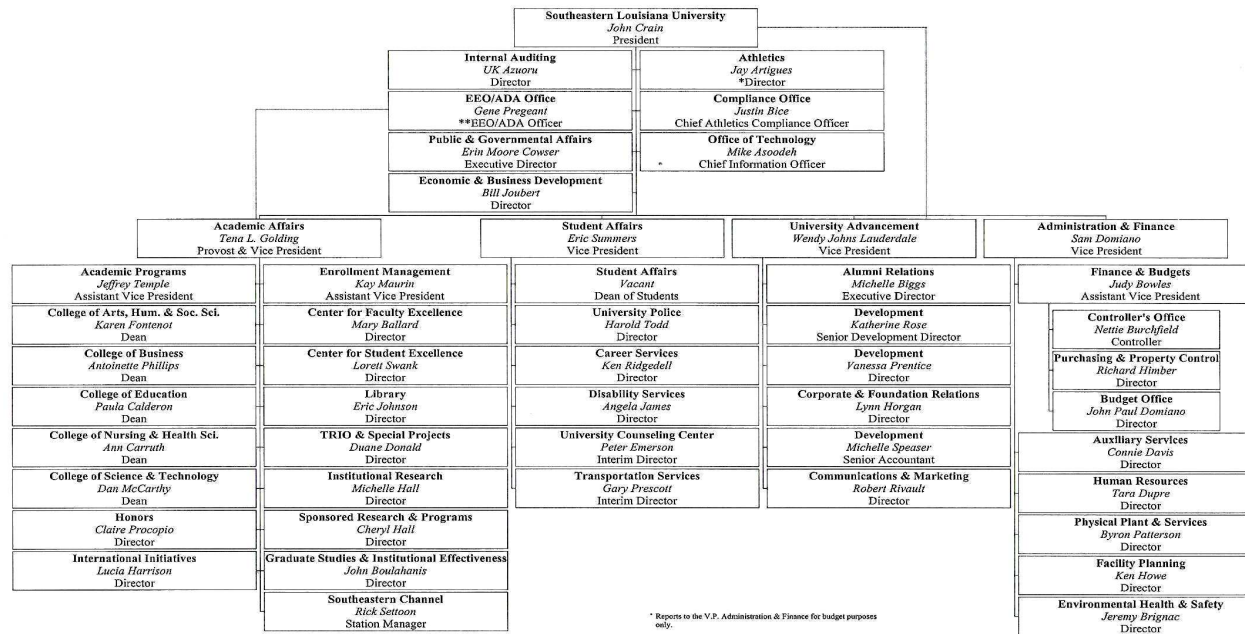 Southeastern Louisiana University
John Crain
President
Internal Auditing
UK Azuoru
Director
Athletics
Jay Artigues
*Director
EEO/ADA Office
Gene Pregeant
**EEO/ADA Officer
Compliance Office
Justin Bice
Chief Athletics Compliance Officer
Public & Governmental Affairs
Erin Moore Cowser
Executive Director
Office of Technology
Mike Asoodeh
* Chief Information Officer
Economic & Business Development
Bill Joubert
Director
Academic Affairs
Tena L. Golding
Provost & Vice President
Student Affairs
Eric Summers
Vice President
University Advancement
Wendy Johns Lauderdale
Vice President
Administration & Finance
Sam Domiano
Vice President
Academic Programs
Jeffrey Temple
Assistant Vice President
College of Arts, Hum. & Soc. Sci.
Karen Fontenot
Dean
College of Business
Antoinette Phillips
Dean
College of Education
Paula Calderon
Dean
College of Nursing & Health Sci.
Ann Carruth
Dean
College of Science & Technology
Dan McCarthy
Dean
Honors
Claire Procopio
Director
International Initiatives
Lucia Harrison
Director
Enrollment Management
Kay Maurin
Assistant Vice President
Center for Faculty Excellence
Mary Ballard
Director
Center for Student Excellence
Lorett Swank
Director
Library
Eric Johnson
Director
TRIO & Special Projects
Duane Donald
Director
Institutional Research
Michelle Hall
Director
Sponsored Research & Programs
Cheryl Hall
Director
Graduate Studies & Institutional Effectiveness
John Boulahanis
Director
Southeastern Channel
Rick Settoon
Station Manager
Student Affairs
Vacant
Dean of Students
University Police
Harold Todd
Director
Career Services
Ken Ridgedell
Director
Disability Services
Angela James
Director
University Counseling Center
Peter Emerson
Interim Director
Transportation Services
Gary Prescott
Interim Director
Alumni Relations
Michelle Biggs
Executive Director
Development
Katherine Rose
Senior Development Director
Development
Vanessa Prentice
Director
Corporate & Foundation Relations
Lynn Horgan
Director
Development
Michelle Speaser
Senior Accountant
Communications & Marketing
Robert Rivault
Director
Finance & Budgets
Judy Bowles
Assistant Vice President
Controller's Office
Nettie Burchfield
Controller
Purchasing & Property Control
Richard Himber
Director
Budget Office
John Paul Domiano
Director
Auxiliary Services
Connie Davis
Director
Human Resources
Tara Dupre
Director
Physical Plant & Services
Byron Patterson
Director
Facility Planning
Ken Howe
Director
Environmental Health & Safety
Jeremy Brignac
Director
* Reports to the V.P. Administration & Finance for budget purposes
only.